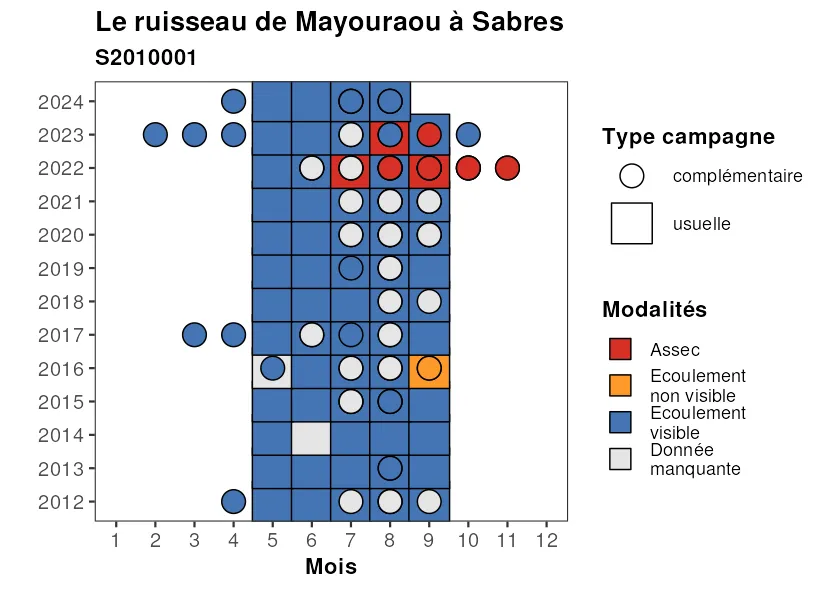 Le ruisseau de Mayouraou à Sabres
S2010001
2024
2023
2022
2021
2020
2019
2018
2017
2016
2015
2014
2013
2012
1 2 3 4 5 6 7 8 9 10 11 12
Mois
Type campagne
complémentaire
usuelle
Modalités
Assec
Ecoulement
non visible
Ecoulement
visible
Donnée
manquante